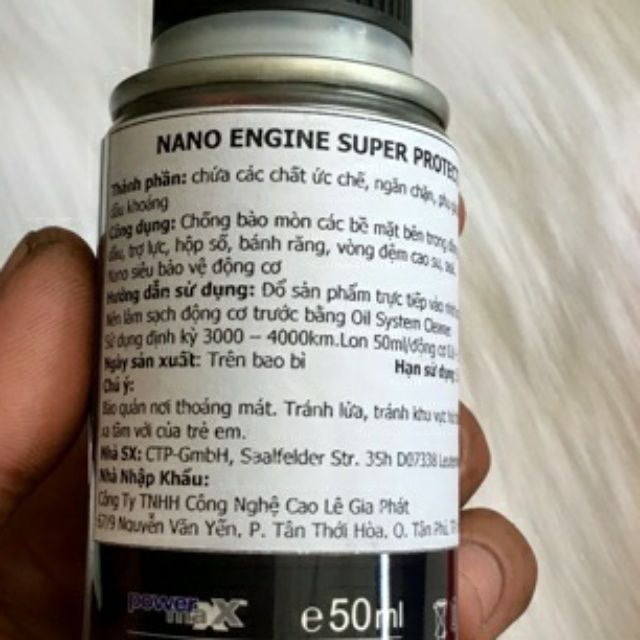 NANO ENGINE SUPER PROTECT
Thành phần: chứa các chất ức chế, ngăn chặn, phụ
dầu khoáng
Công dụng: Chống bào mòn các bề mặt bên trong
dầu, trợ lực, hộp số, bánh răng, vòng đệm cao su,
Nano siêu bảo vệ động cơ
Hướng dẫn sử dụng: Đổ sản phẩm trực tiếp vào
Nên làm sạch động cơ trước bằng Oil System Cleaner
Sử dụng định kỳ 3000 – 4000km.Lon 50ml/động cơ
Ngày sản xuất: Trên bao bì Hạn sử dụng
Chú ý:
Bảo quản nơi thoáng mát. Tránh lửa, tránh khu vực
xa tầm với của trẻ em.
Nhà SX: CTP-GmbH, Saalfelder Str. 35h D07338
Nhà Nhập Khẩu:
Công Ty TNHH Công Nghệ Cao Lê Gia Phát
67/9 Nguyễn Văn Yến, P. Tân Thới Hòa, Q. Tân Phú,
power maxx e 50ml